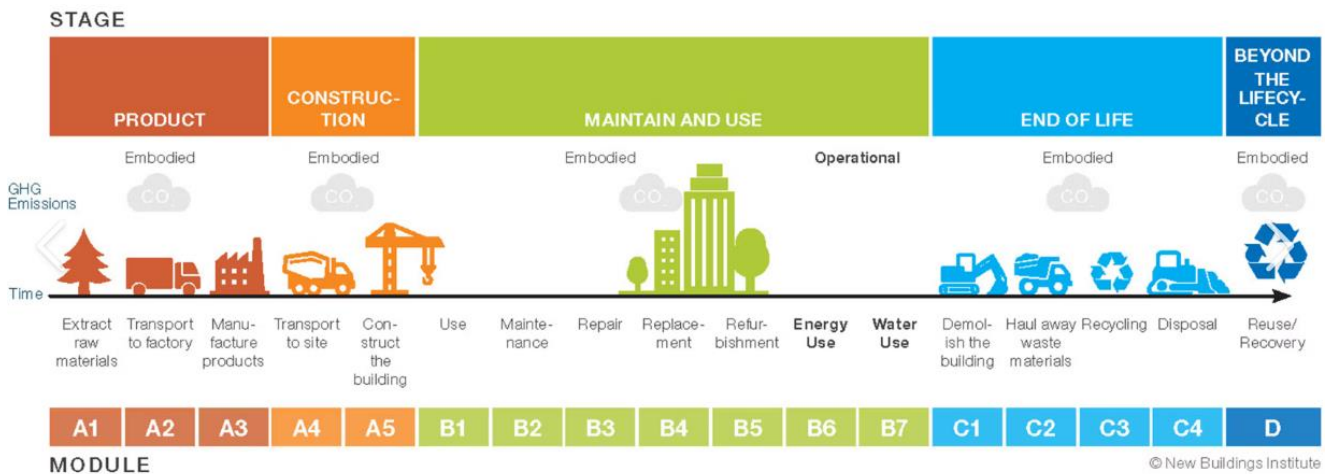 STAGE
PRODUCT
CONSTRUC-
TION
MAINTAIN AND USE
END OF LIFE
BEYOND
THE
LIFECY-
CLE
Embodied
Embodied
Embodied
Operational
Embodied
Embodied
GHG
Emissions
CO
CO
CO
CO
CO
Time
Extract
raw
materials
Transport
to factory
Manu-
facture
products
Transport
to site
Con-
struct
the
building
Use
Mainte-
nance
Repair
Replace-
ment
Refur-
bishment
Energy
Use
Water
Use
Demol-
ish the
building
Haul away
waste
materials
Recycling
Disposal
Reuse/
Recovery
A1 A2 A3 A4 A5 B1 B2 B3 B4 B5 B6 B7 C1 C2 C3 C4 D
MODULE
© New Buildings Institute